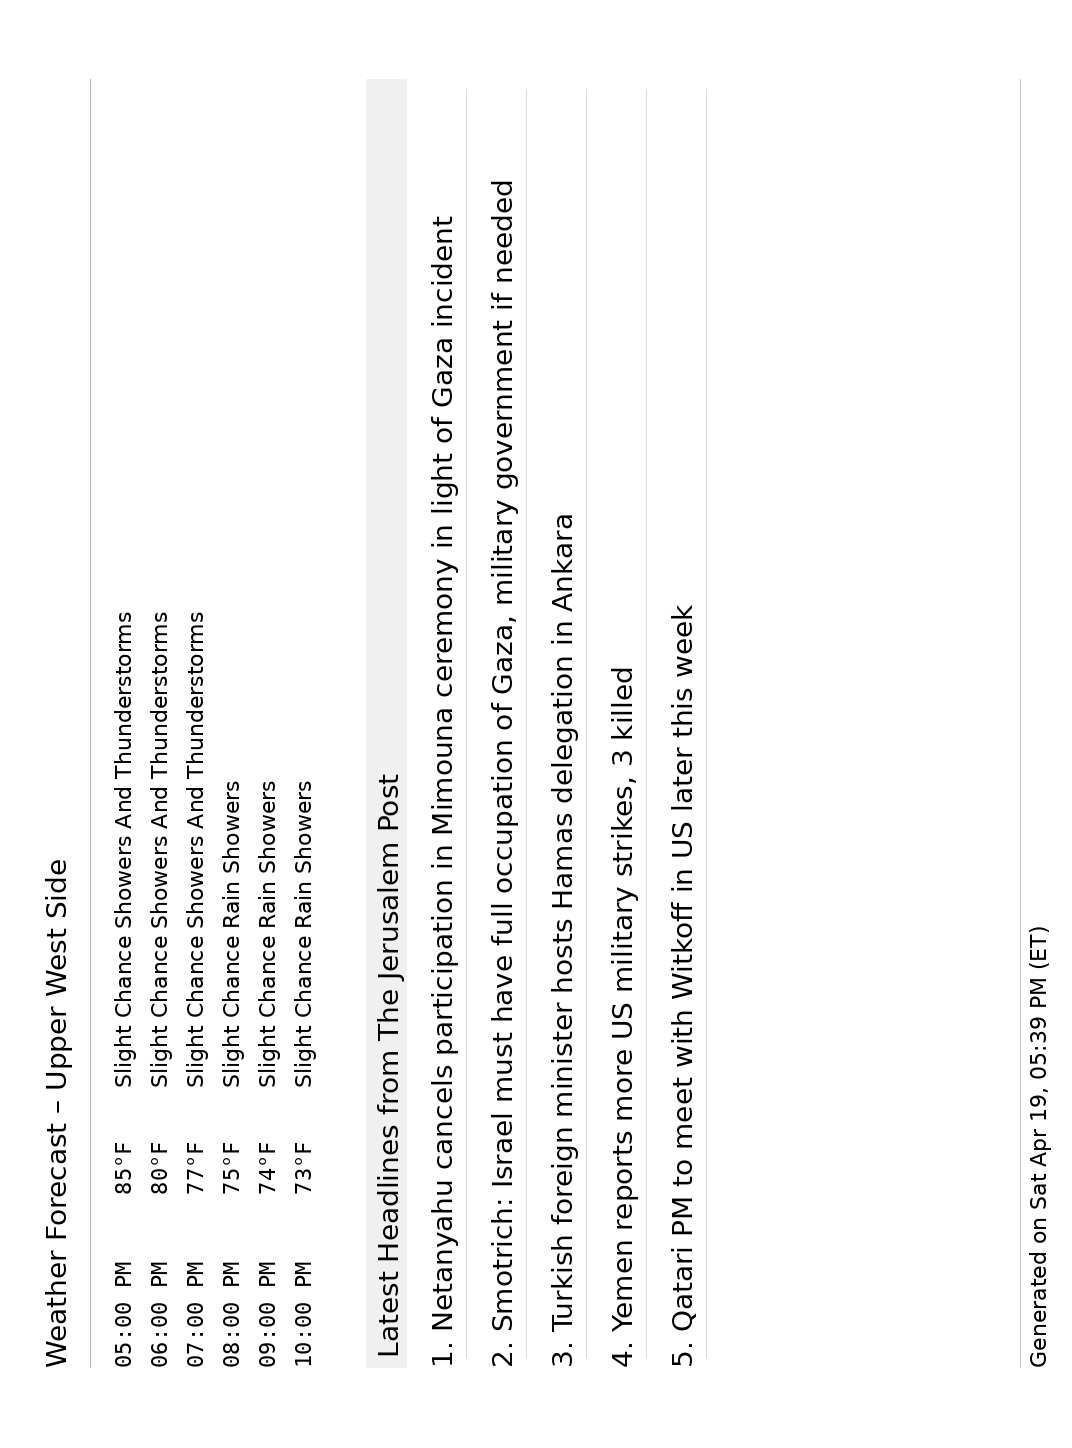 Weather Forecast – Upper West Side
05:00 PM 85°F Slight Chance Showers And Thunderstorms
06:00 PM 80°F Slight Chance Showers And Thunderstorms
07:00 PM 77°F Slight Chance Showers And Thunderstorms
08:00 PM 75°F Slight Chance Rain Showers
09:00 PM 74°F Slight Chance Rain Showers
10:00 PM 73°F Slight Chance Rain Showers
Latest Headlines from The Jerusalem Post
1. Netanyahu cancels participation in Mimouna ceremony in light of Gaza incident
2. Smotrich: Israel must have full occupation of Gaza, military government if needed
3. Turkish foreign minister hosts Hamas delegation in Ankara
4. Yemen reports more US military strikes, 3 killed
5. Qatari PM to meet with Witkoff in US later this week
Generated on Sat Apr 19, 05:39 PM (ET)